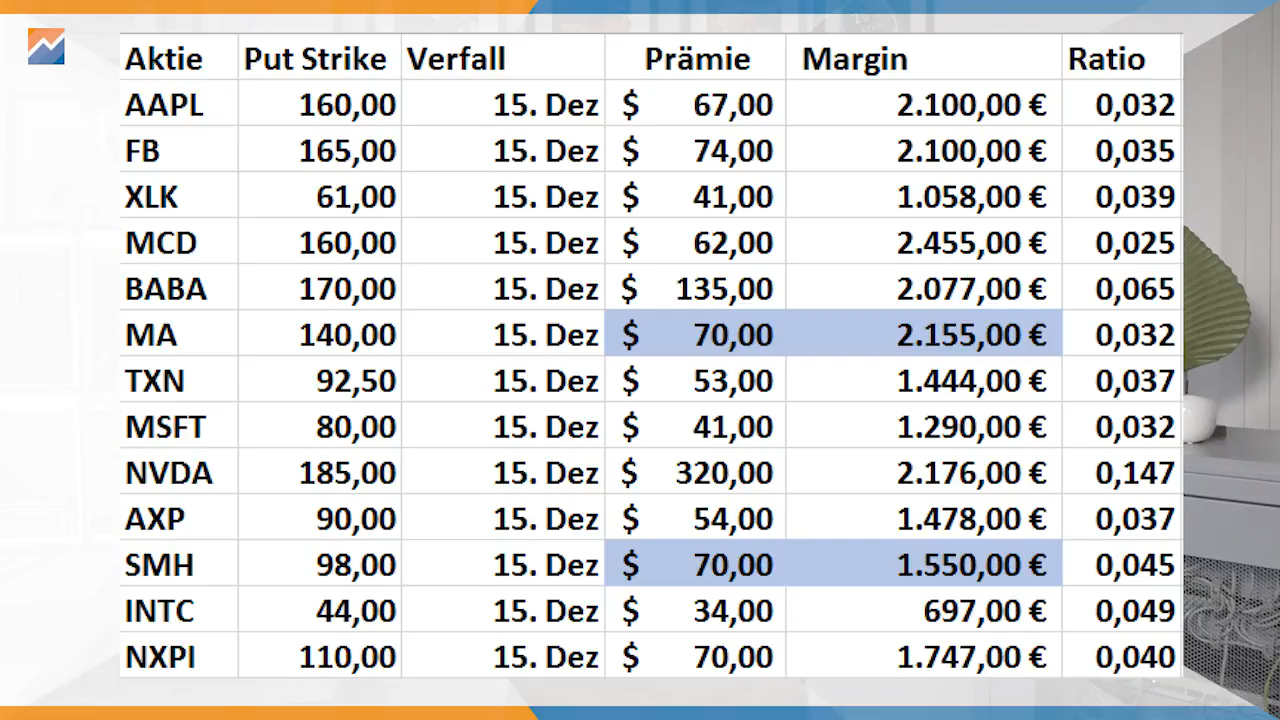 Aktie Put Strike Verfall Prämie Margin Ratio
AAPL 160,00 15. Dez $ 67,00 2.100,00 € 0,032
FB 165,00 15. Dez $ 74,00 2.100,00 € 0,035
XLK 61,00 15. Dez $ 41,00 1.058,00 € 0,039
MCD 160,00 15. Dez $ 62,00 2.455,00 € 0,025
BABA 170,00 15. Dez $ 135,00 2.077,00 € 0,065
MA 140,00 15. Dez $ 70,00 2.155,00 € 0,032
TXN 92,50 15. Dez $ 53,00 1.444,00 € 0,037
MSFT 80,00 15. Dez $ 41,00 1.290,00 € 0,032
NVDA 185,00 15. Dez $ 320,00 2.176,00 € 0,147
AXP 90,00 15. Dez $ 54,00 1.478,00 € 0,037
SMH 98,00 15. Dez $ 70,00 1.550,00 € 0,045
INTC 44,00 15. Dez $ 34,00 697,00 € 0,049
NXPI 110,00 15. Dez $ 70,00 1.747,00 € 0,040